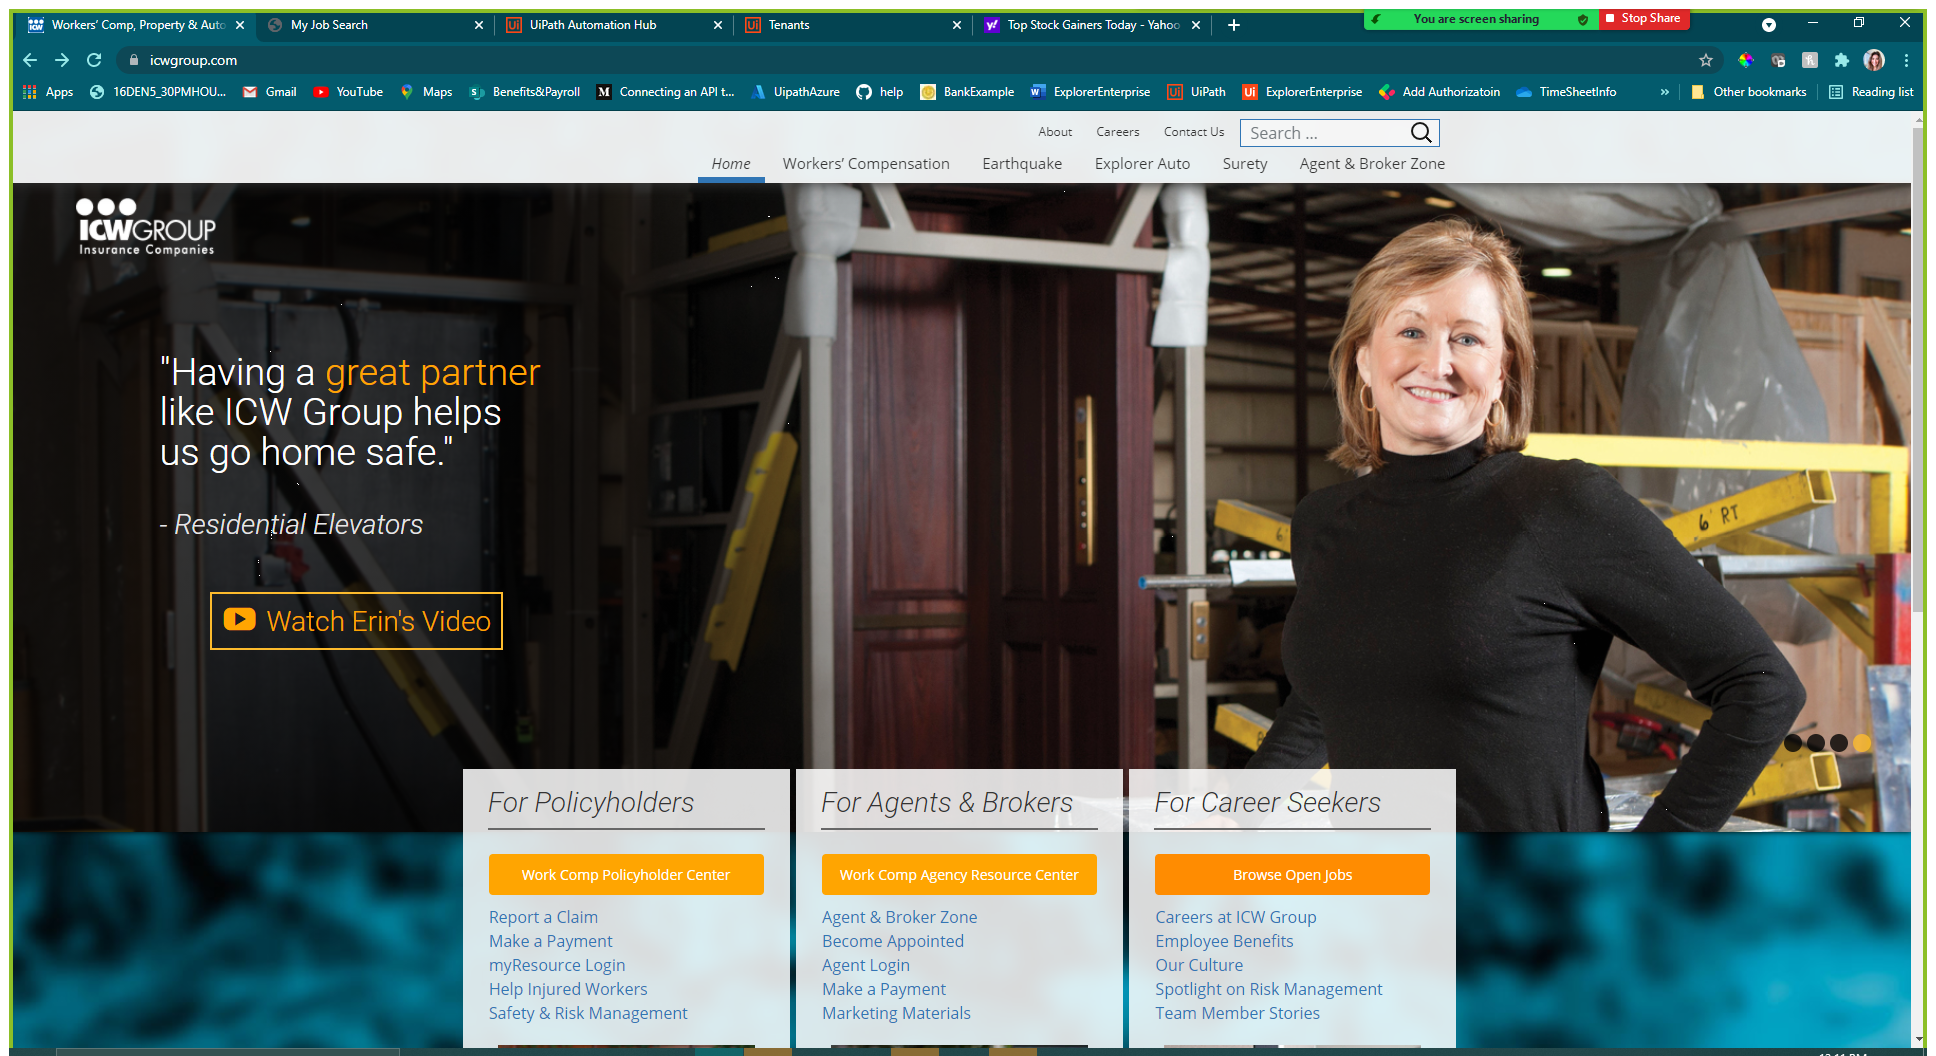 Workers' Comp, Property & Auto
My Job Search
UiPath Automation Hub
Tenants
Top Stock Gainers Today - Yahoo
You are screen sharing
Stop Share
icwgroup.com
Apps
16DEN5_30PMHOU...
Gmail
YouTube
Maps
Benefits&Payroll
Connecting an API t...
UipathAzure
help
BankExample
ExplorerEnterprise
UiPath
ExplorerEnterprise
Add Authorizatoin
TimeSheetInfo
»
Other bookmarks
Reading list
About
Careers
Contact Us
Search ...
Home
Workers' Compensation
Earthquake
Explorer Auto
Surety
Agent & Broker Zone
ICWGROUP
Insurance Companies
"Having a great partner
like ICW Group helps
us go home safe."
- Residential Elevators
Watch Erin's Video
6' RT
For Policyholders
Work Comp Policyholder Center
Report a Claim
Make a Payment
myResource Login
Help Injured Workers
Safety & Risk Management
For Agents & Brokers
Work Comp Agency Resource Center
Agent & Broker Zone
Become Appointed
Agent Login
Make a Payment
Marketing Materials
For Career Seekers
Browse Open Jobs
Careers at ICW Group
Employee Benefits
Our Culture
Spotlight on Risk Management
Team Member Stories